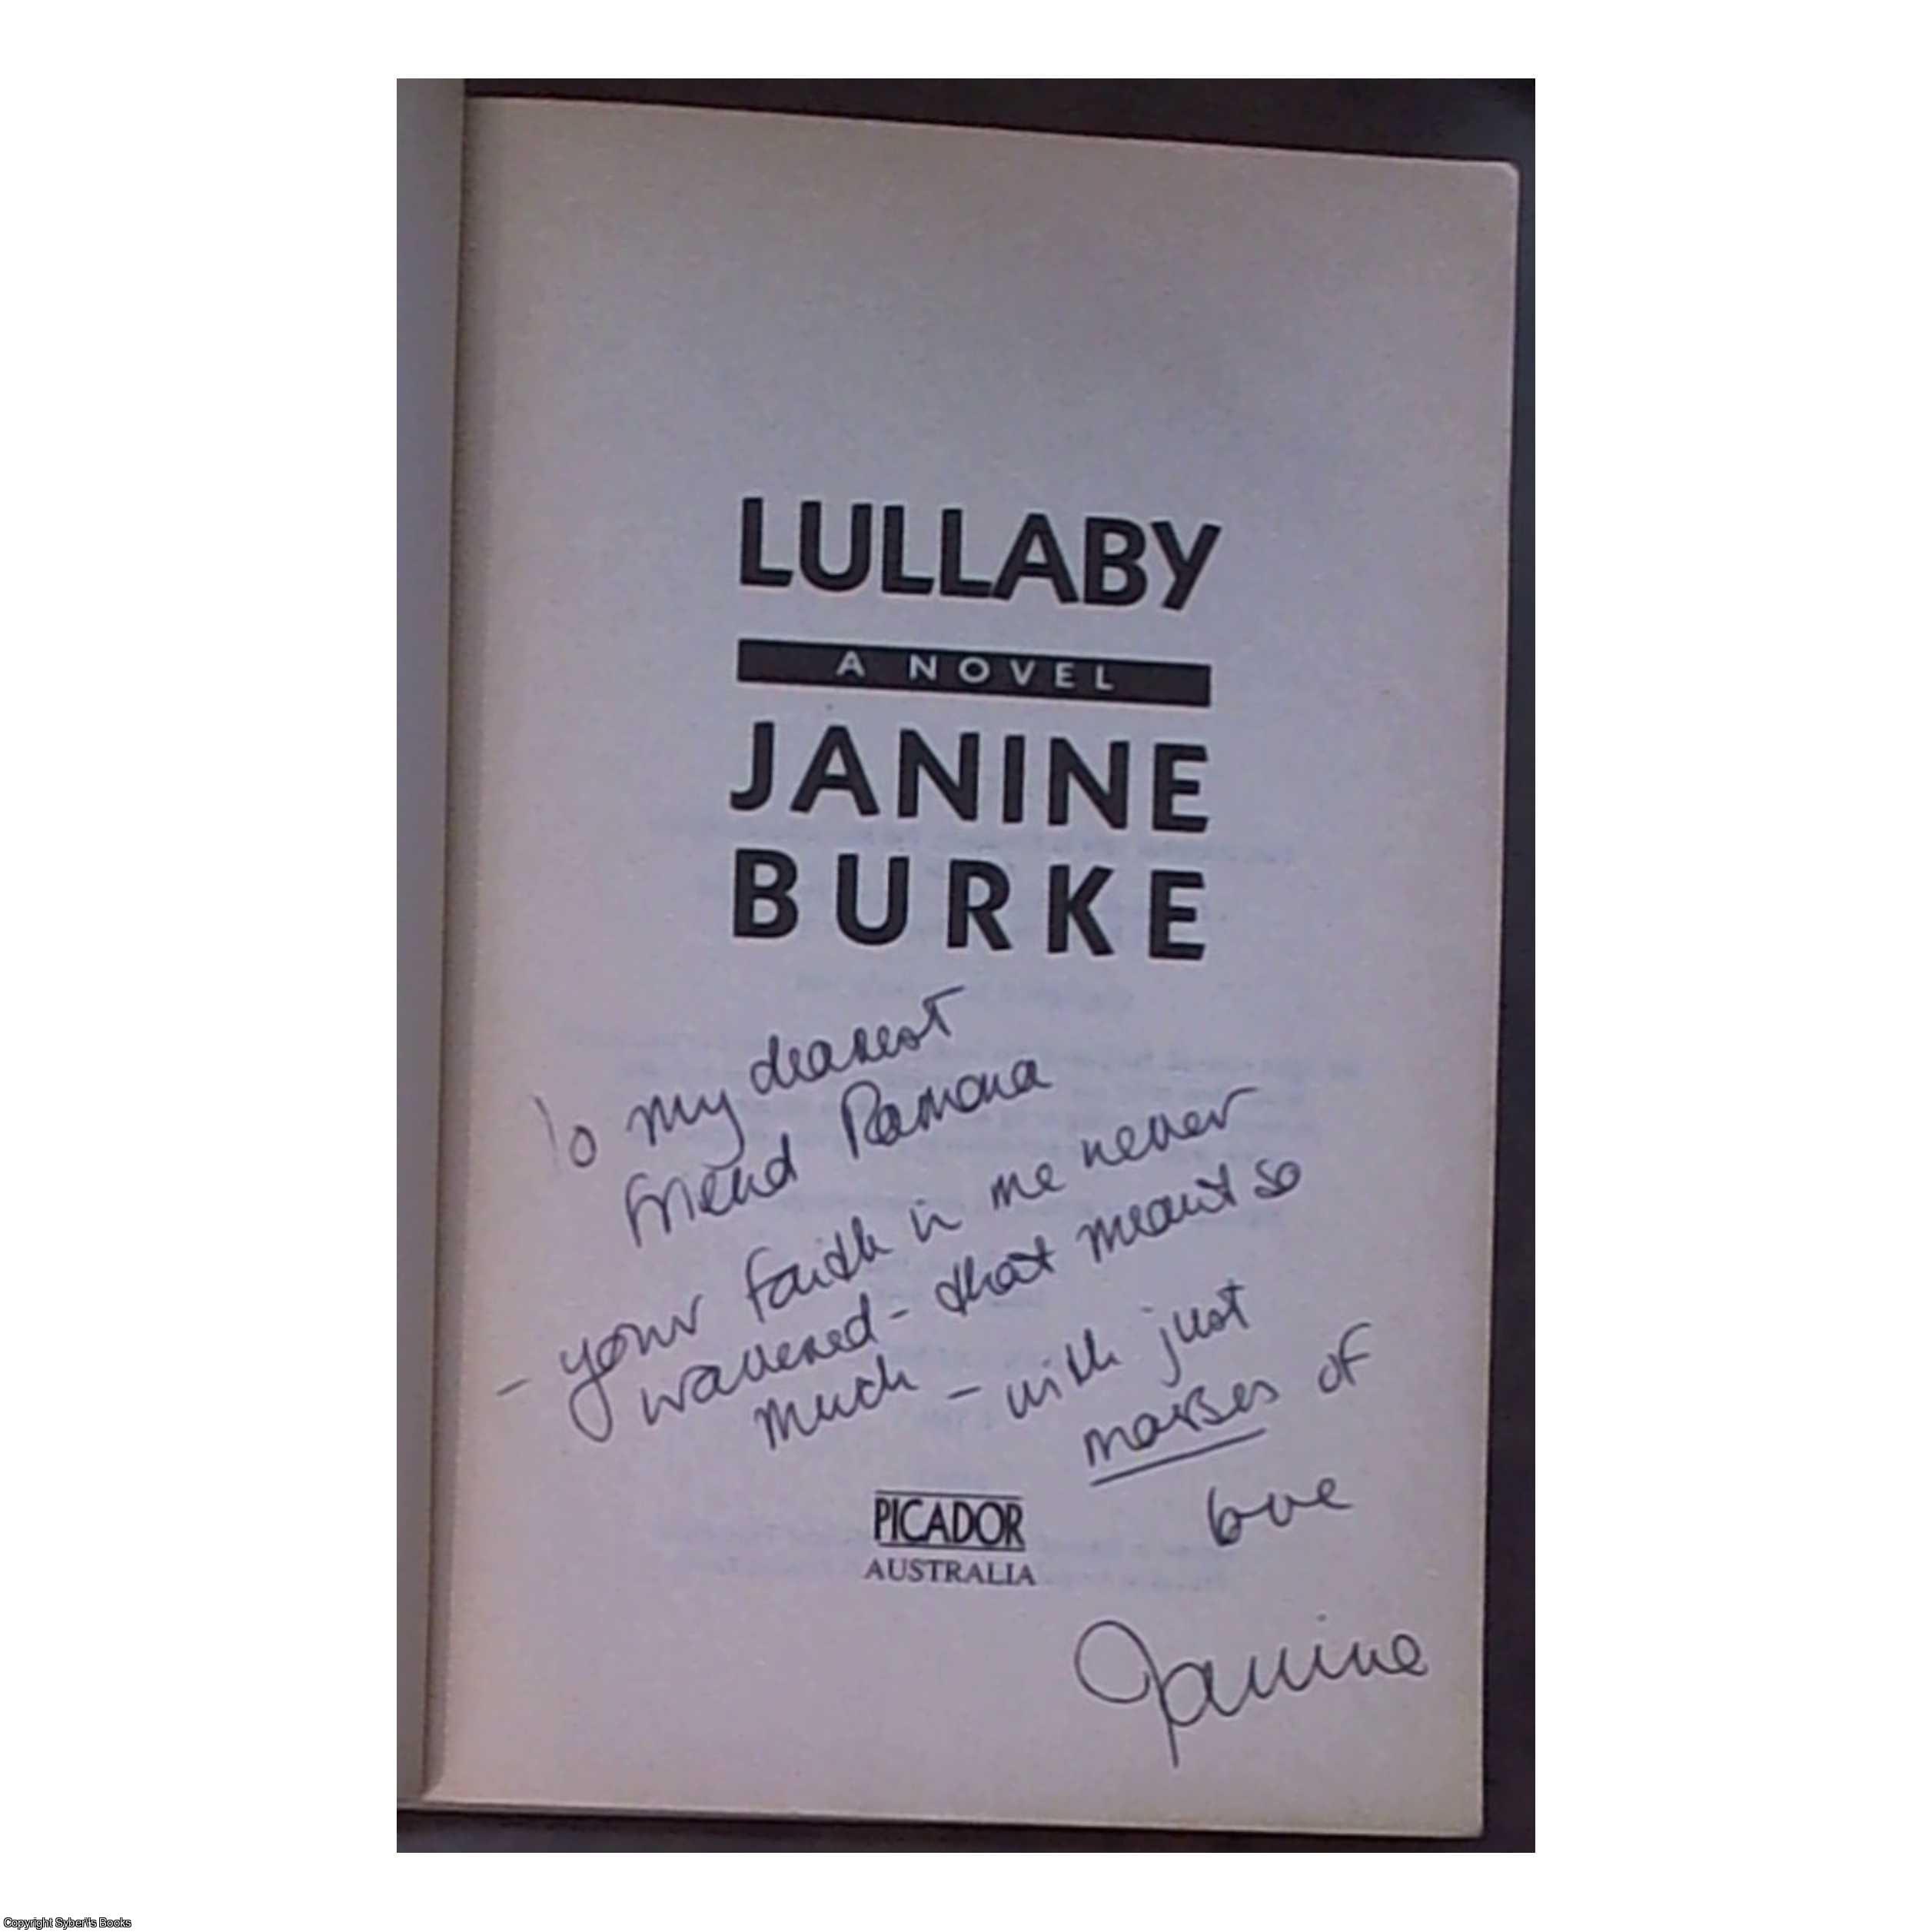 LULLABY
A NOVEL
JANINE
BURKE
To my dearest
friend Ramona
- your faith in me never
wavered - that meant so
much - with just
masses of
love
PICADOR
AUSTRALIA
Janine
Copyright Syber\'s Books